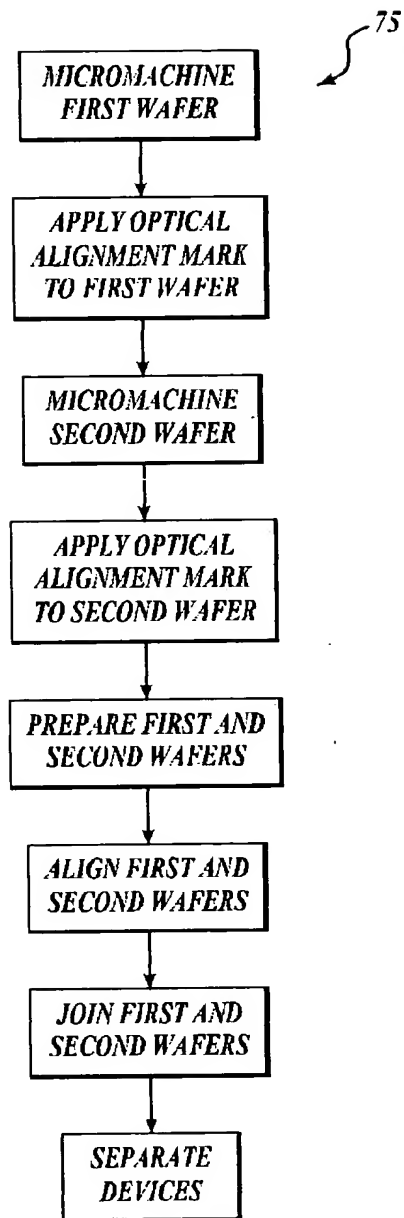 75
MICROMACHINE
FIRST WAFER
APPLY OPTICAL
ALIGNMENT MARK
TO FIRST WAFER
MICROMACHINE
SECOND WAFER
APPLY OPTICAL
ALIGNMENT MARK
TO SECOND WAFER
PREPARE FIRST AND
SECOND WAFERS
ALIGN FIRST AND
SECOND WAFERS
JOIN FIRST AND
SECOND WAFERS
SEPARATE
DEVICES